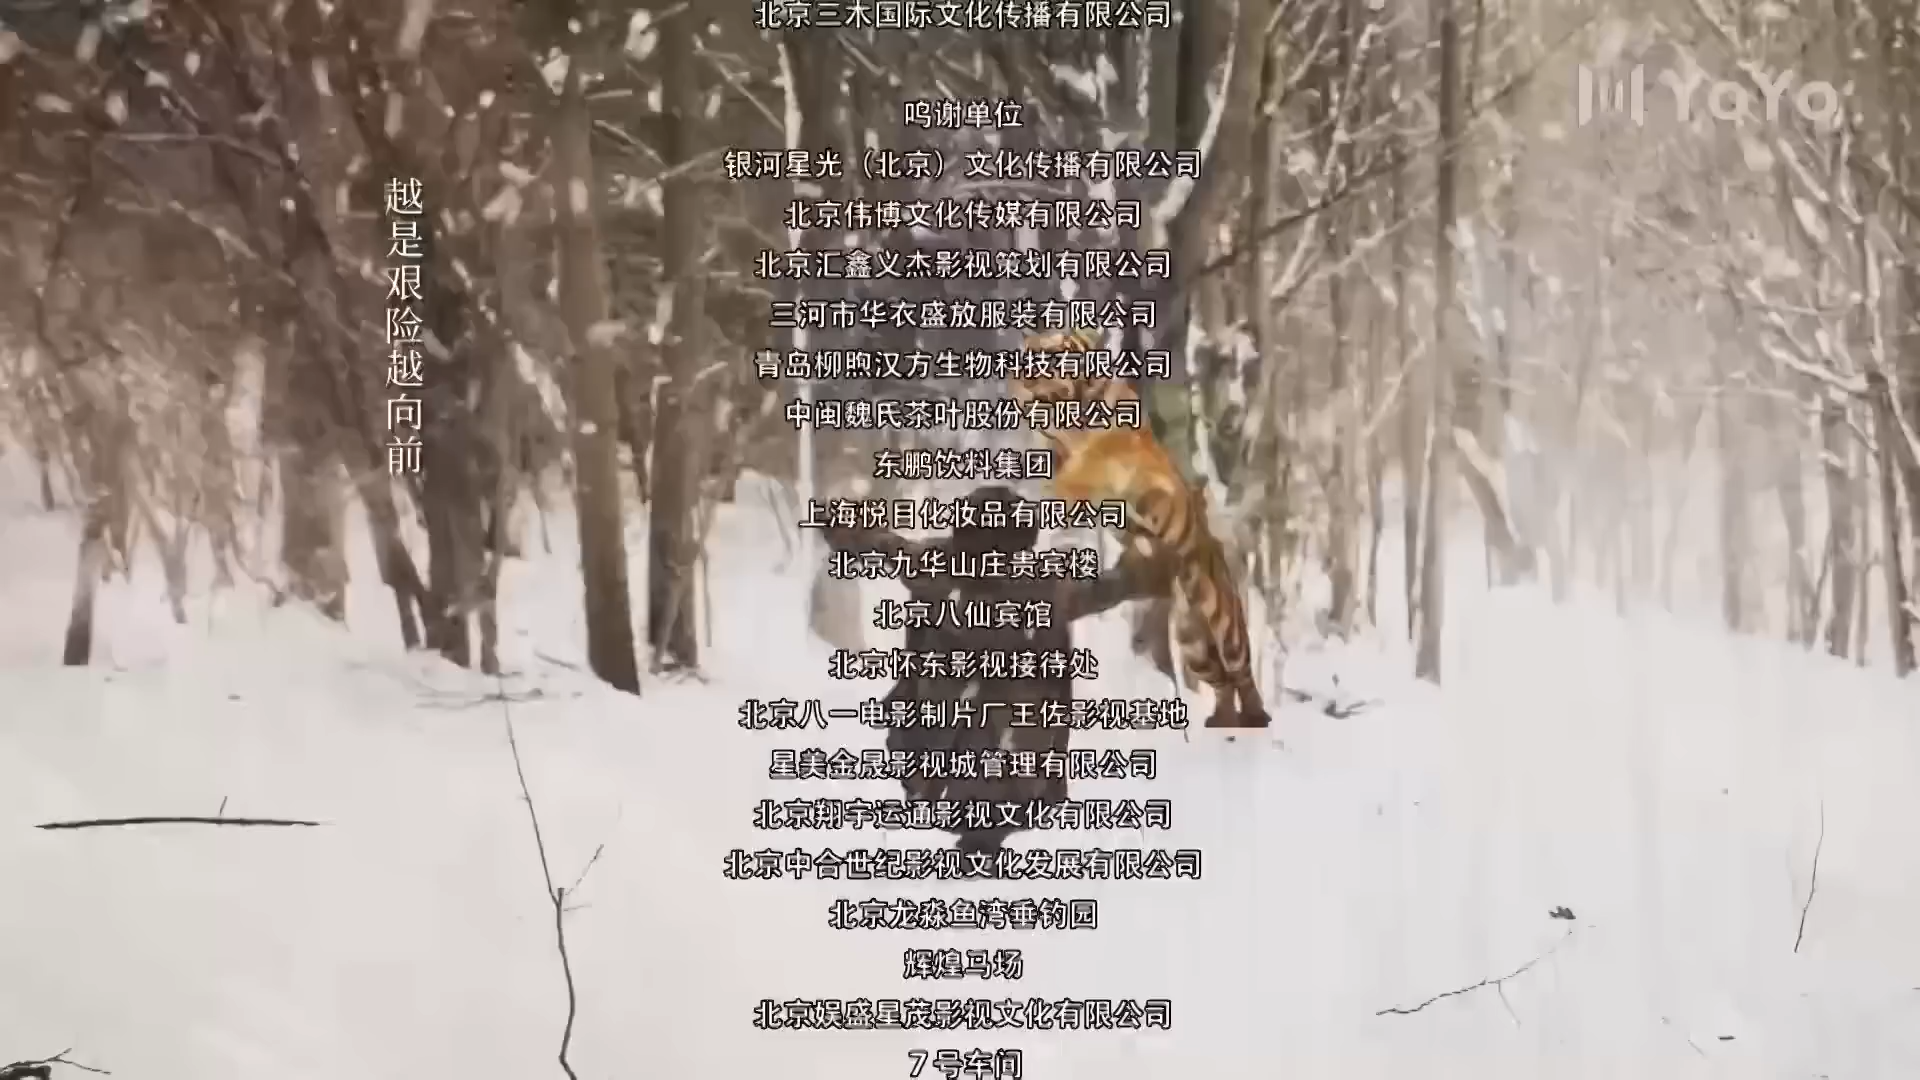 北京三木国际文化传播有限公司
YoYo
鸣谢单位
银河星光（北京）文化传播有限公司
北京伟博文化传媒有限公司
北京汇鑫义杰影视策划有限公司
三河市华衣盛放服装有限公司
青岛柳煦汉方生物科技有限公司
中闽魏氏茶叶股份有限公司
东鹏饮料集团
上海悦目化妆品有限公司
北京九华山庄贵宾楼
北京八仙宾馆
北京怀东影视接待处
北京八一电影制片厂王佐影视基地
星美金晟影视城管理有限公司
北京翔宇运通影视文化有限公司
北京中合世纪影视文化发展有限公司
北京龙淼鱼湾垂钓园
辉煌马场
北京娱盛星茂影视文化有限公司
7号车间
越是艰险越向前